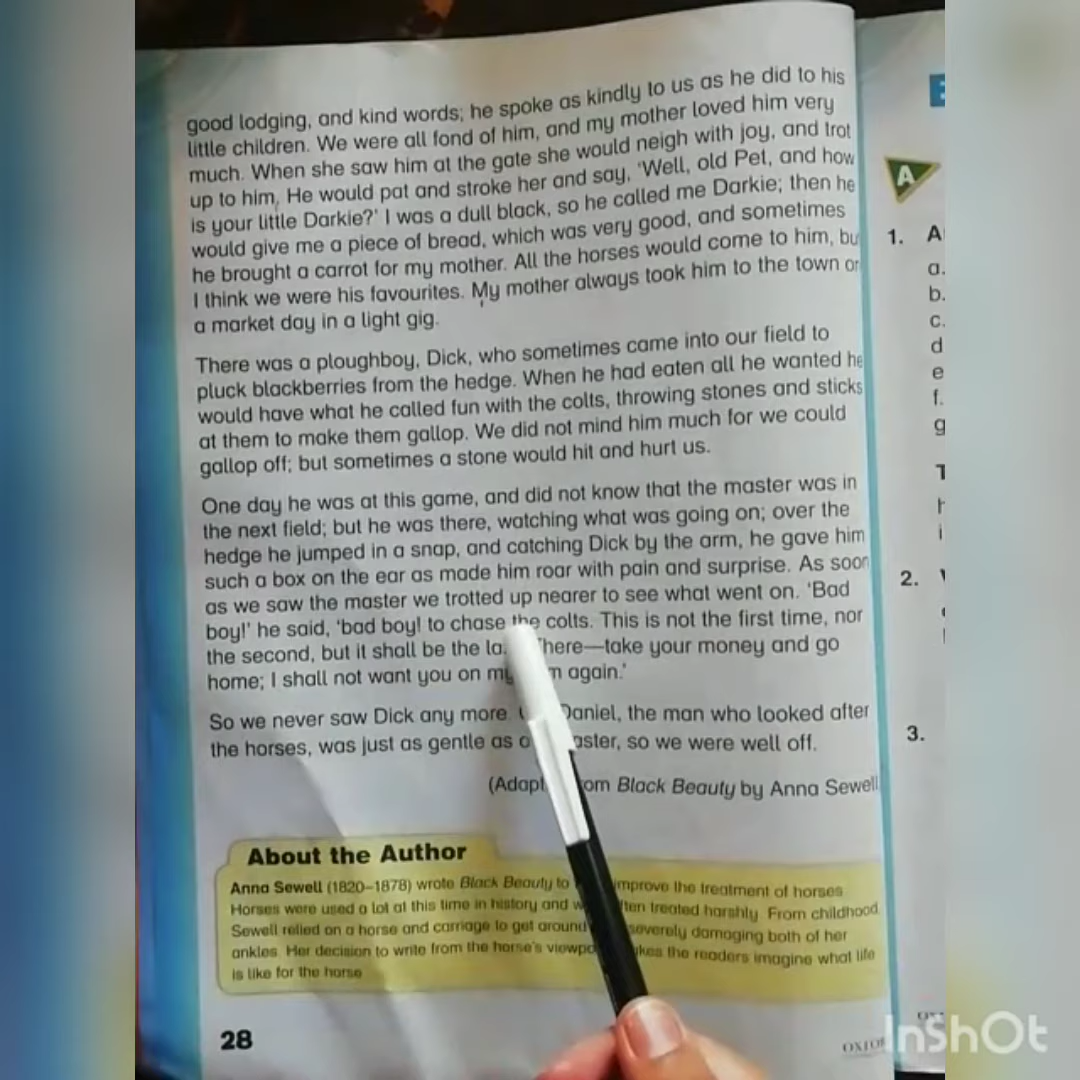 good lodging, and kind words; he spoke as kindly to us as he did to his
little children. We were all fond of him, and my mother loved him very
much. When she saw him at the gate she would neigh with joy, and trot
up to him. He would pat and stroke her and say, 'Well, old Pet, and how
is your little Darkie?' I was a dull black, so he called me Darkie; then he
would give me a piece of bread, which was very good, and sometimes
he brought a carrot for my mother. All the horses would come to him, bu
I think we were his favourites. My mother always took him to the town on
a market day in a light gig.
There was a ploughboy, Dick, who sometimes came into our field to
pluck blackberries from the hedge. When he had eaten all he wanted he
would have what he called fun with the colts, throwing stones and sticks
at them to make them gallop. We did not mind him much for we could
gallop off; but sometimes a stone would hit and hurt us.
One day he was at this game, and did not know that the master was in
the next field; but he was there, watching what was going on; over the
hedge he jumped in a snap, and catching Dick by the arm, he gave him
such a box on the ear as made him roar with pain and surprise. As soon
as we saw the master we trotted up nearer to see what went on. 'Bad
boy!' he said, 'bad boy! to chase the colts. This is not the first time, nor
the second, but it shall be the la here—take your money and go
home; I shall not want you on my m again.'
So we never saw Dick any more. Daniel, the man who looked after
the horses, was just as gentle as o aster, so we were well off.
(Adapt om Black Beauty by Anna Sewell
About the Author
Anna Sewell (1820–1878) wrote Black Beauty to improve the treatment of horses
Horses were used a lot at this time in history and w ten treated harshly. From childhood
Sewell relied on a horse and carriage to get around severely damaging both of her
ankles. Her decision to write from the horse's viewpo kes the readers imagine what life
is like for the horse
28
A
1. A
a.
b.
c.
d
e
f.
g
2.
3.
InShOt